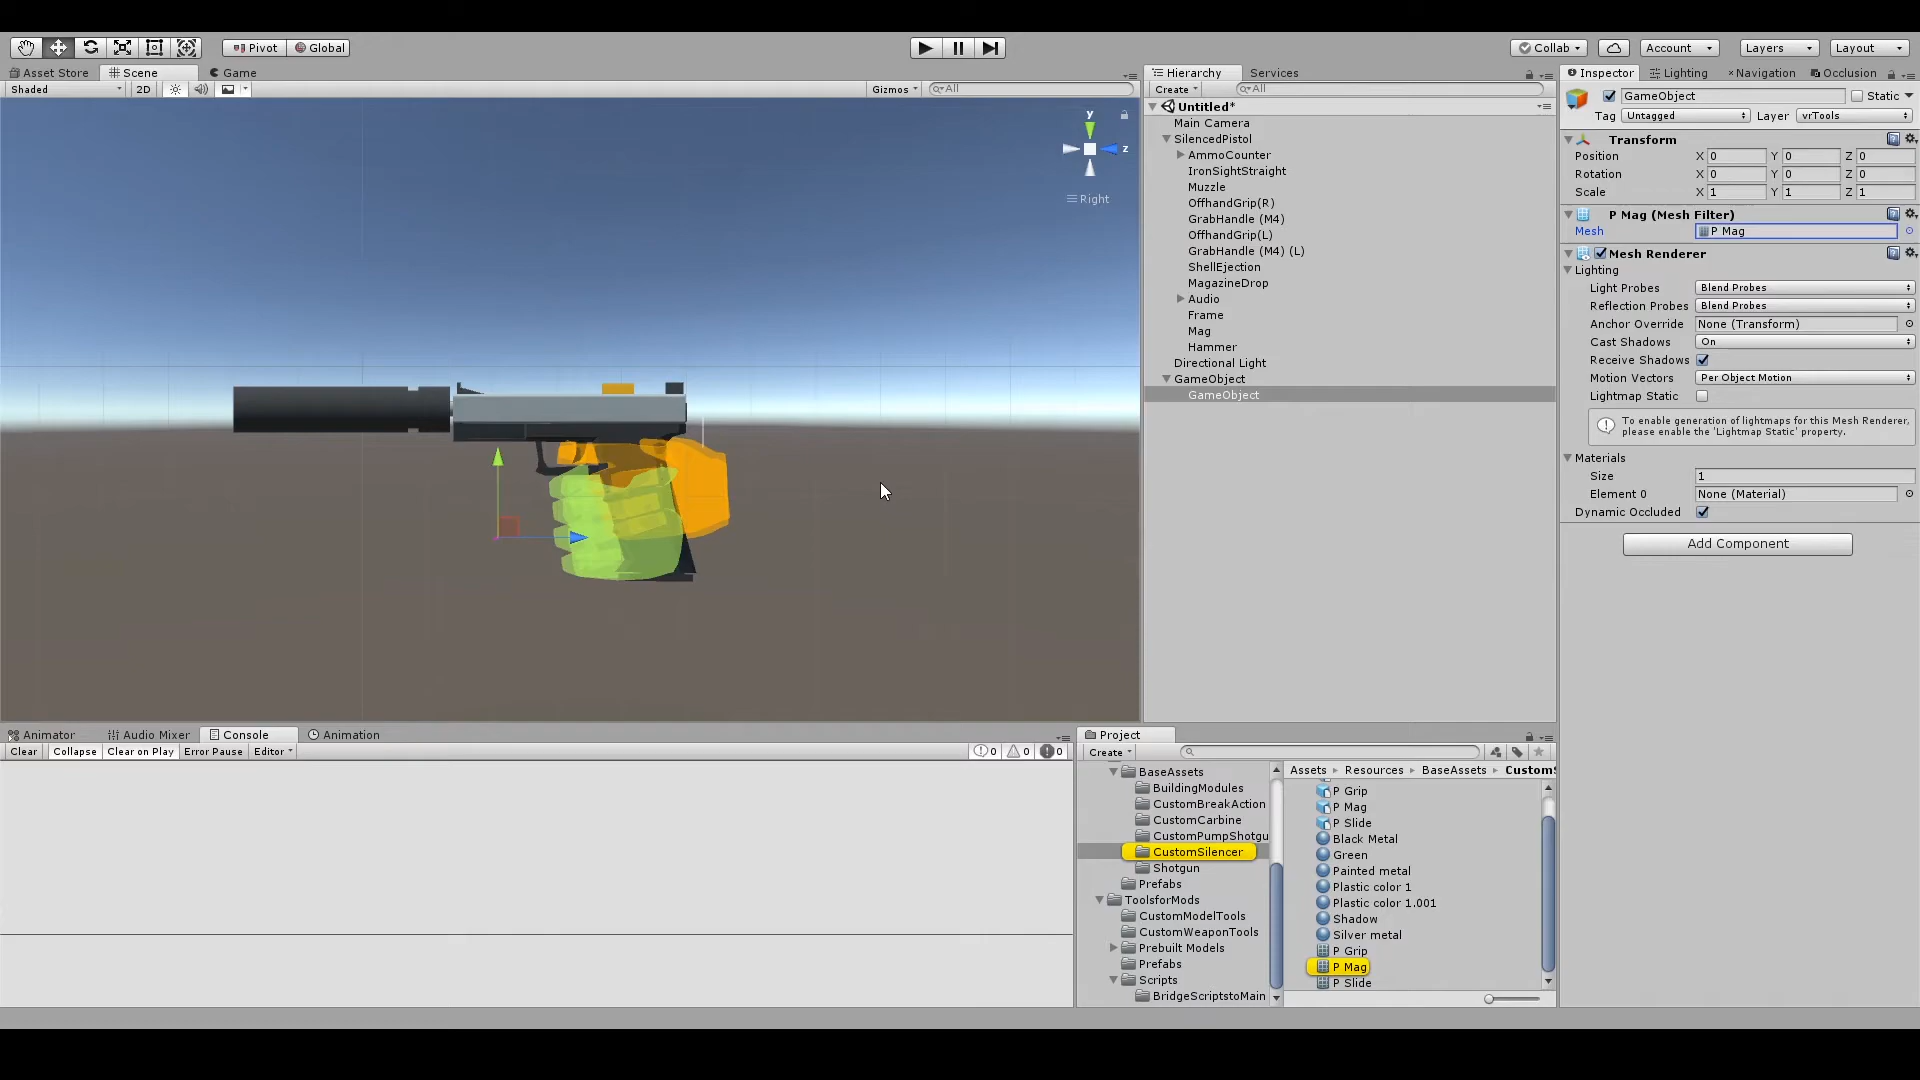 Pivot Global Collab Account Layers Layout
Asset Store Scene Game Hierarchy Services Inspector Lighting Navigation Occlusion
Shaded 2D Gizmos All Create All
GameObject Static
Untitled*
Tag Untagged Layer vrTools
Main Camera
SilencedPistol
AmmoCounter
IronSightStraight
Muzzle
OffhandGrip(R)
GrabHandle (M4)
OffhandGrip(L)
GrabHandle (M4) (L)
ShellEjection
MagazineDrop
Audio
Frame
Mag
Hammer
Directional Light
GameObject
GameObject
y
z
Right
Transform
Position X 0 Y 0 Z 0
Rotation X 0 Y 0 Z 0
Scale X 1 Y 1 Z 1
P Mag (Mesh Filter)
Mesh P Mag
Mesh Renderer
Lighting
Light Probes Blend Probes
Reflection Probes Blend Probes
Anchor Override None (Transform)
Cast Shadows On
Receive Shadows
Motion Vectors Per Object Motion
Lightmap Static
To enable generation of lightmaps for this Mesh Renderer,
please enable the 'Lightmap Static' property.
Materials
Size 1
Element 0 None (Material)
Dynamic Occluded
Add Component
Animator Audio Mixer Console Animation
Clear Collapse Clear on Play Error Pause Editor 0 0 0
Project
Create
BaseAssets
BuildingModules
CustomBreakAction
CustomCarbine
CustomPumpShotgu
CustomSilencer
Shotgun
Prefabs
ToolsforMods
CustomModelTools
CustomWeaponTools
Prebuilt Models
Prefabs
Scripts
BridgeScriptstoMain
Assets Resources BaseAssets CustomS
P Grip
P Mag
P Slide
Black Metal
Green
Painted metal
Plastic color 1
Plastic color 1.001
Shadow
Silver metal
P Grip
P Mag
P Slide